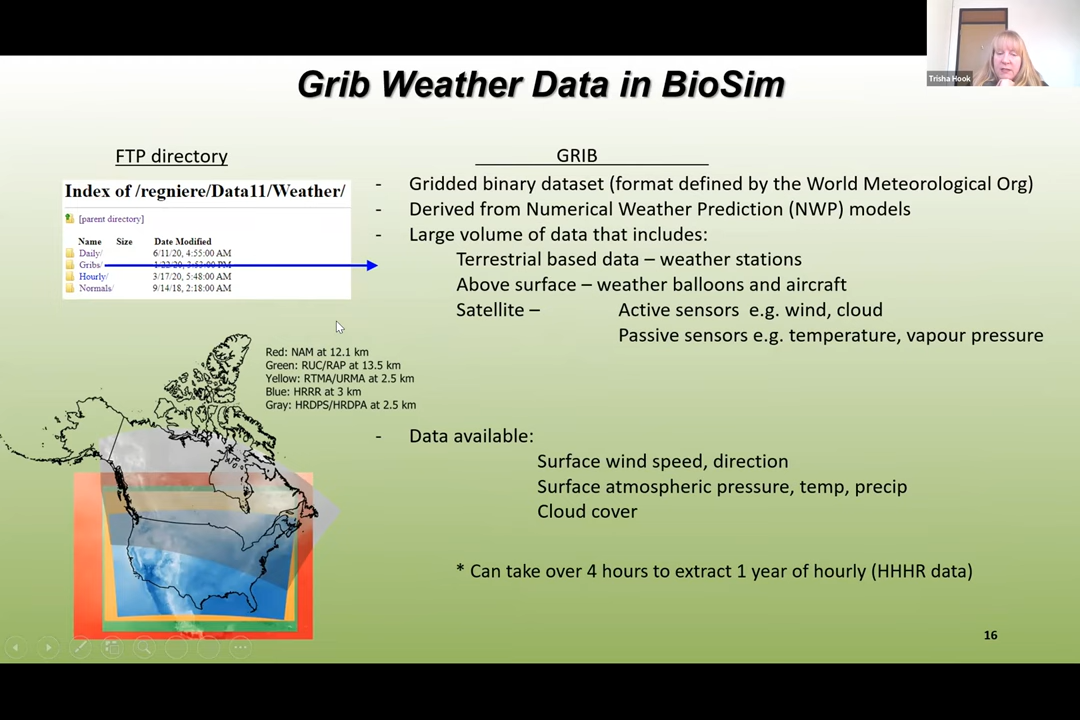 Trisha Hook
Grib Weather Data in BioSim
FTP directory
Index of /regniere/Data11/Weather/
[parent directory]
Name Size Date Modified
Daily/ 6/11/20, 4:55:00 AM
Gribs/
Hourly/ 3/17/20, 5:48:00 AM
Normals/ 9/14/18, 2:18:00 AM
GRIB
- Gridded binary dataset (format defined by the World Meteorological Org)
- Derived from Numerical Weather Prediction (NWP) models
- Large volume of data that includes:
Terrestrial based data – weather stations
Above surface – weather balloons and aircraft
Satellite – Active sensors e.g. wind, cloud
Passive sensors e.g. temperature, vapour pressure
Red: NAM at 12.1 km
Green: RUC/RAP at 13.5 km
Yellow: RTMA/URMA at 2.5 km
Blue: HRRR at 3 km
Gray: HRDPS/HRDPA at 2.5 km
- Data available:
Surface wind speed, direction
Surface atmospheric pressure, temp, precip
Cloud cover
* Can take over 4 hours to extract 1 year of hourly (HHHR data)
16